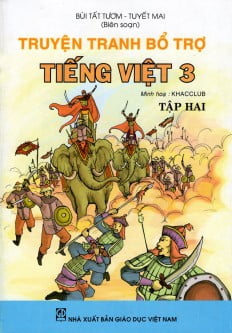 BÙI TẤT TƯƠM - TUYẾT MAI
(Biên soạn)
TRUYỆN TRANH BỔ TRỢ
TIẾNG VIỆT 3
Minh hoạ : KHACCLUB
TẬP HAI
NHÀ XUẤT BẢN GIÁO DỤC VIỆT NAM